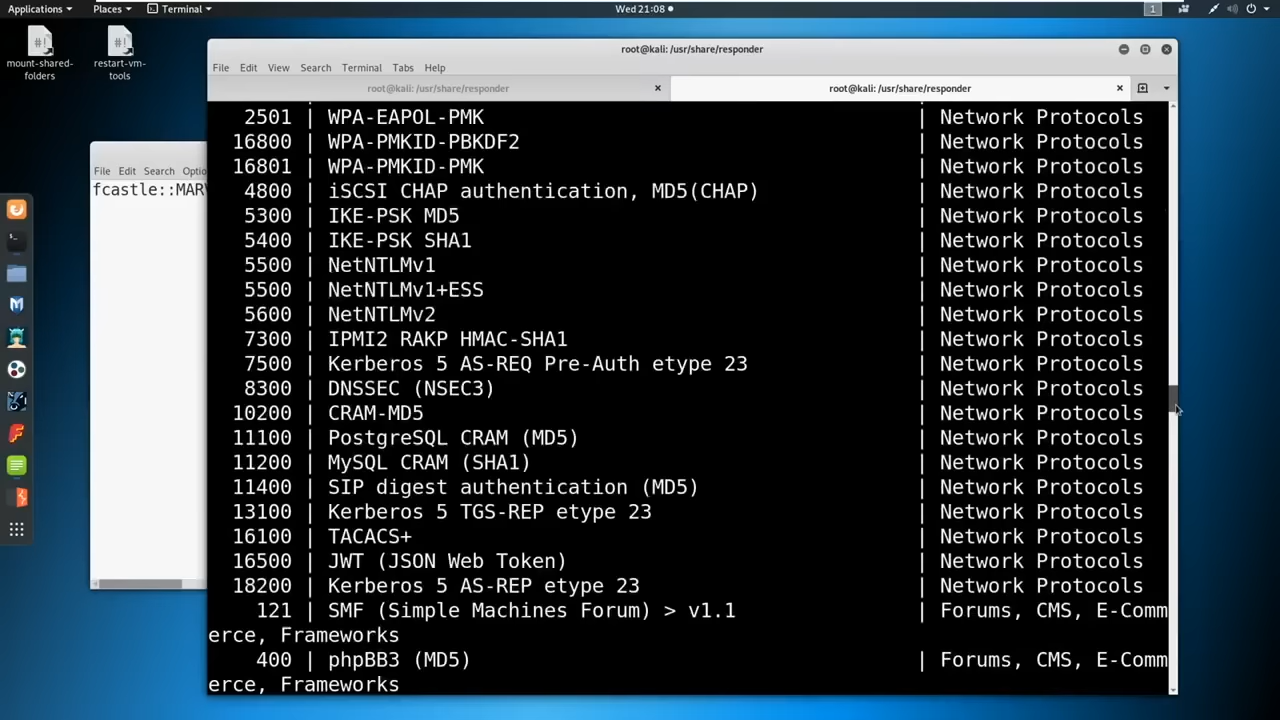 Applications Places Terminal Wed 21:08 1
mount-shared-folders
restart-vm-tools
root@kali: /usr/share/responder
File Edit View Search Terminal Tabs Help
root@kali: /usr/share/responder root@kali: /usr/share/responder
File Edit Search Optio
fcastle::MAR
2501 | WPA-EAPOL-PMK | Network Protocols
16800 | WPA-PMKID-PBKDF2 | Network Protocols
16801 | WPA-PMKID-PMK | Network Protocols
4800 | iSCSI CHAP authentication, MD5(CHAP) | Network Protocols
5300 | IKE-PSK MD5 | Network Protocols
5400 | IKE-PSK SHA1 | Network Protocols
5500 | NetNTLMv1 | Network Protocols
5500 | NetNTLMv1+ESS | Network Protocols
5600 | NetNTLMv2 | Network Protocols
7300 | IPMI2 RAKP HMAC-SHA1 | Network Protocols
7500 | Kerberos 5 AS-REQ Pre-Auth etype 23 | Network Protocols
8300 | DNSSEC (NSEC3) | Network Protocols
10200 | CRAM-MD5 | Network Protocols
11100 | PostgreSQL CRAM (MD5) | Network Protocols
11200 | MySQL CRAM (SHA1) | Network Protocols
11400 | SIP digest authentication (MD5) | Network Protocols
13100 | Kerberos 5 TGS-REP etype 23 | Network Protocols
16100 | TACACS+ | Network Protocols
16500 | JWT (JSON Web Token) | Network Protocols
18200 | Kerberos 5 AS-REP etype 23 | Network Protocols
121 | SMF (Simple Machines Forum) > v1.1 | Forums, CMS, E-Comm
erce, Frameworks
400 | phpBB3 (MD5) | Forums, CMS, E-Comm
erce, Frameworks